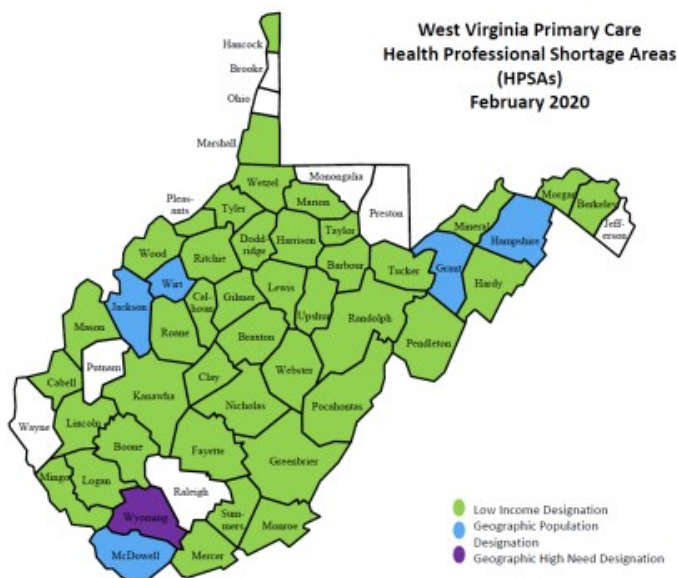 West Virginia Primary Care
Health Professional Shortage Areas
(HPSAs)
February 2020
Hancock
Brooke
Ohio
Marshall
Wetzel
Monongalia
Marion
Preston
Pleas-
ants
Tyler
Taylor
Morgan
Berkeley
Jeff-
erson
Mineral
Hampshire
Wood
Ritchie
Dodd-
ridge
Harrison
Barbour
Tucker
Grant
Hardy
Jackson
Wirt
Cal-
houn
Gilmer
Lewis
Upshur
Randolph
Pendleton
Mason
Roane
Braxton
Webster
Pocahontas
Cabell
Putnam
Kanawha
Clay
Nicholas
Wayne
Lincoln
Boone
Fayette
Greenbrier
Mingo
Logan
Raleigh
Sum-
mers
Monroe
Wyoming
McDowell
Mercer
Low Income Designation
Geographic Population
Designation
Geographic High Need Designation